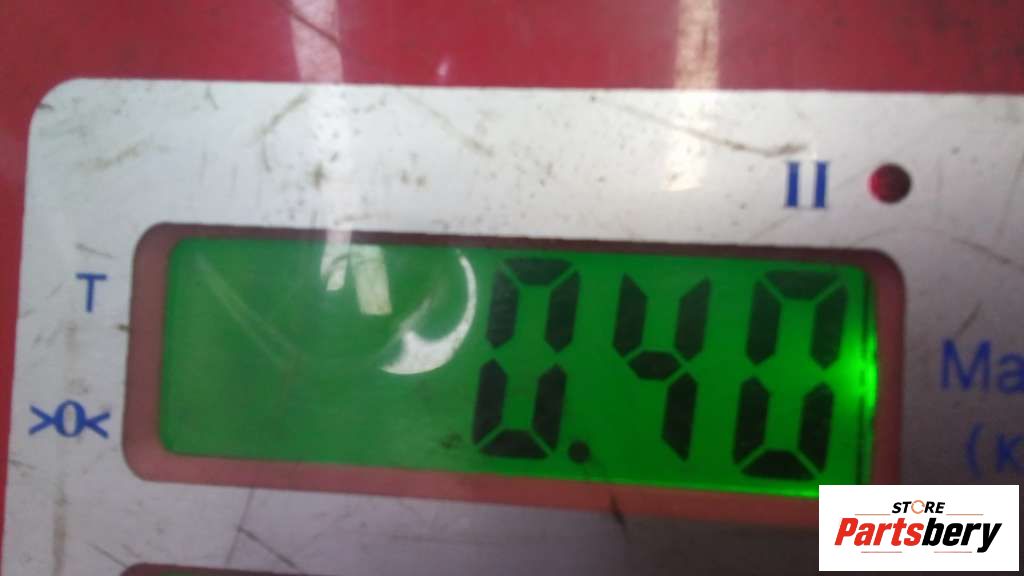 II
T
0.40
>0<
Ma
(K
STORE
Partsbery